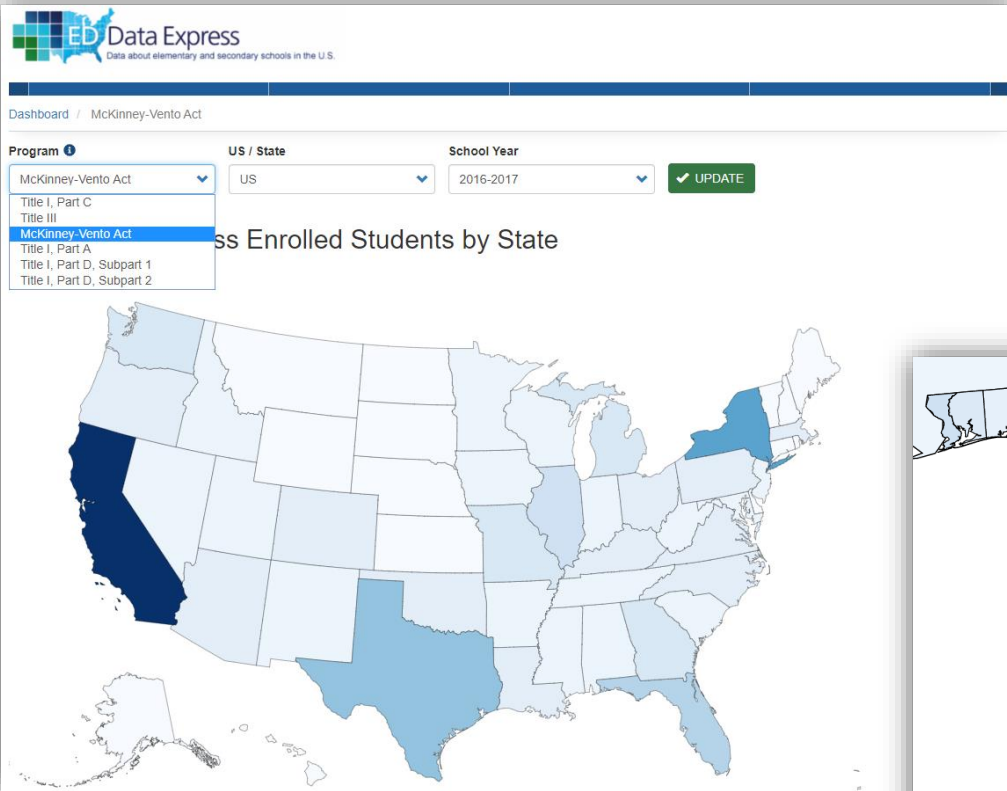 ED Data Express
Data about elementary and secondary schools in the U.S.
Dashboard / McKinney-Vento Act
Program
US / State
School Year
McKinney-Vento Act
US
2016-2017
UPDATE
Title I, Part C
Title III
McKinney-Vento Act
Title I, Part A
Title I, Part D, Subpart 1
Title I, Part D, Subpart 2
ss Enrolled Students by State